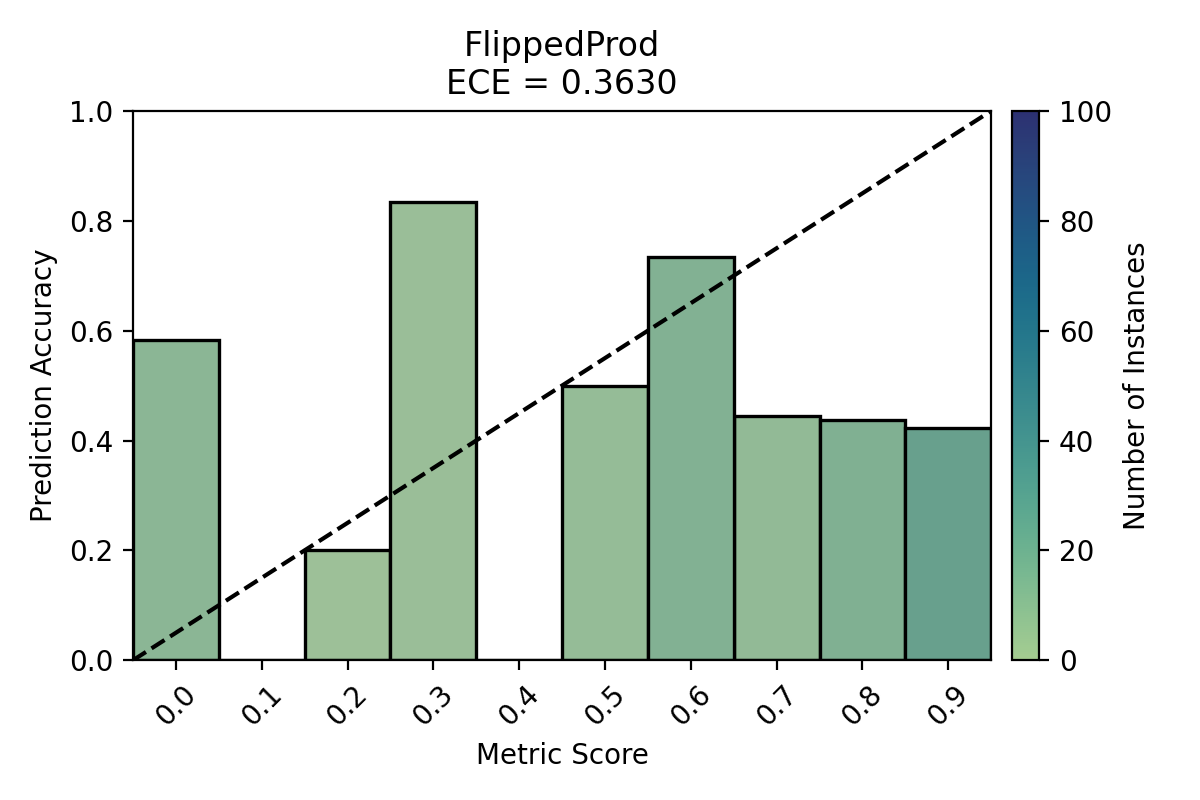 FlippedProd
ECE = 0.3630
1.0
0.8
0.6
0.4
0.2
0.0
Prediction Accuracy
0.0 0.1 0.2 0.3 0.4 0.5 0.6 0.7 0.8 0.9
Metric Score
100
80
60
40
20
0
Number of Instances